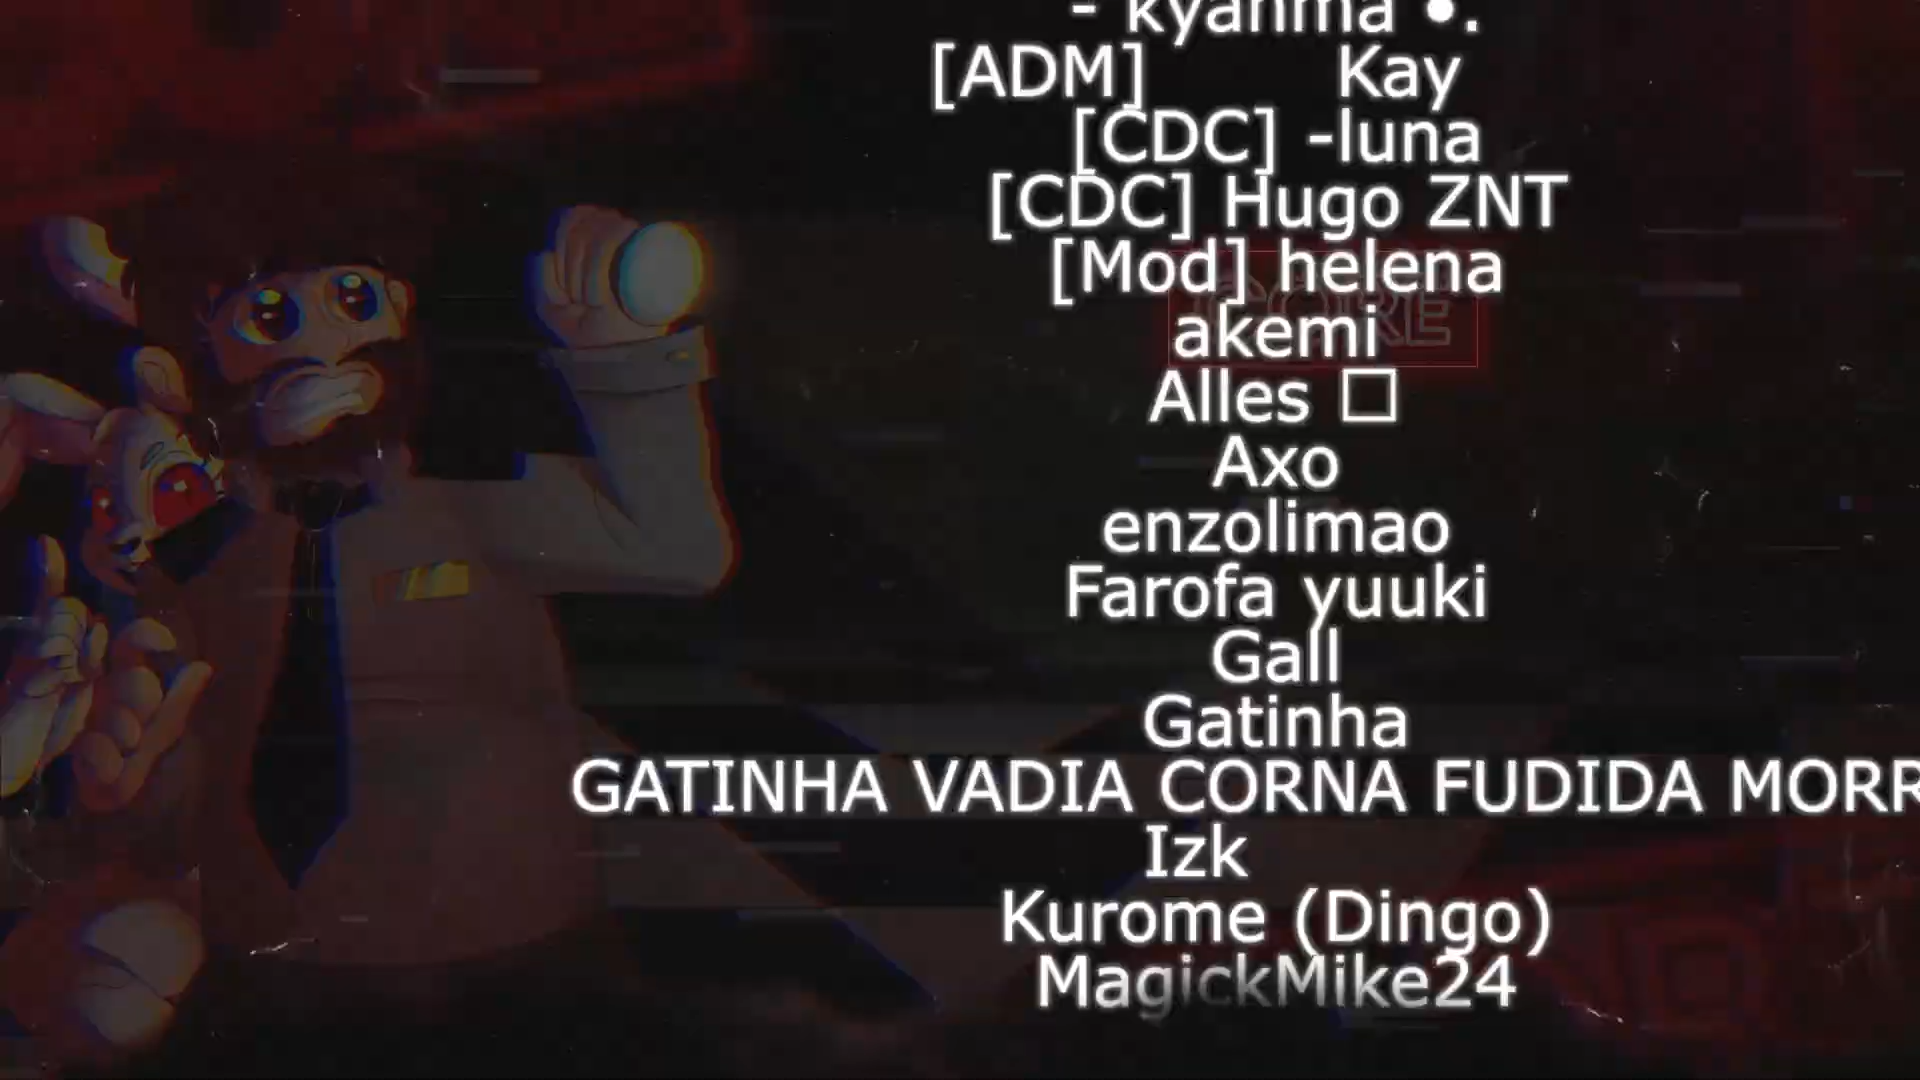 - kyanma •.
[ADM] Kay
[CDC] -luna
[CDC] Hugo ZNT
[Mod] helena
akemi
Alles □
Axo
enzolimao
Farofa yuuki
Gall
Gatinha
GATINHA VADIA CORNA FUDIDA MORR
Izk
Kurome (Dingo)
MagickMike24